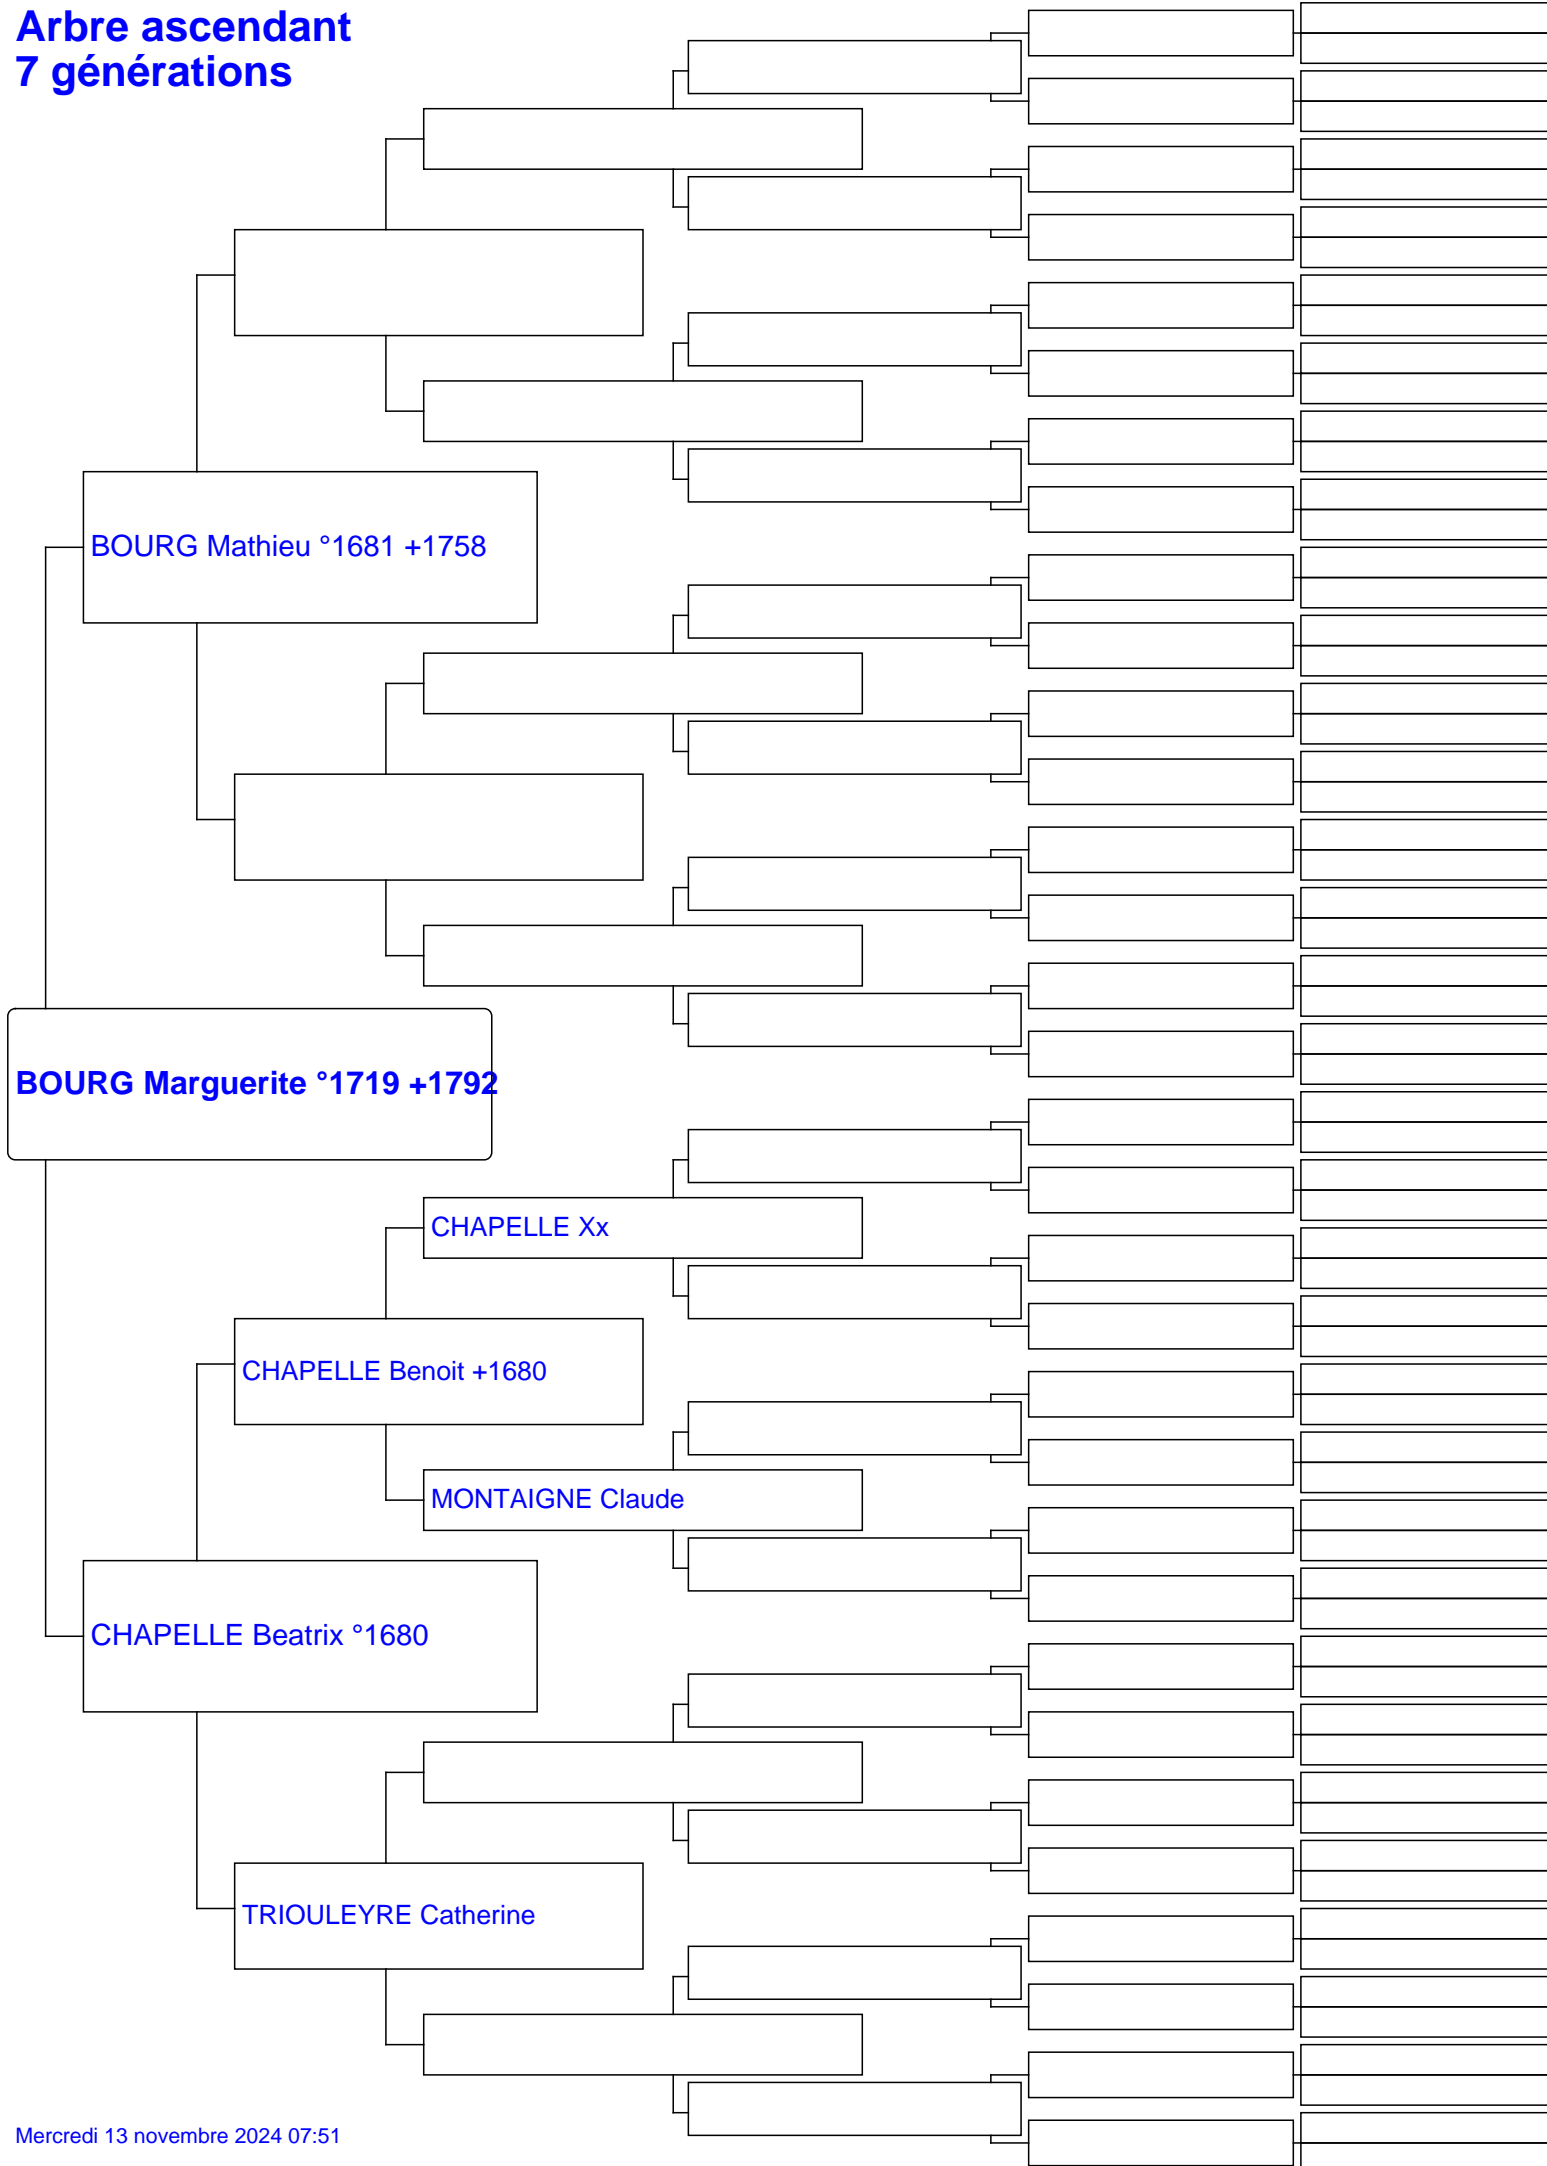 Arbre ascendant
7 générations
BOURG Mathieu °1681 +1758
BOURG Marguerite °1719 +1792
CHAPELLE Xx
CHAPELLE Benoit +1680
MONTAIGNE Claude
CHAPELLE Beatrix °1680
TRIOULEYRE Catherine
Mercredi 13 novembre 2024 07:51